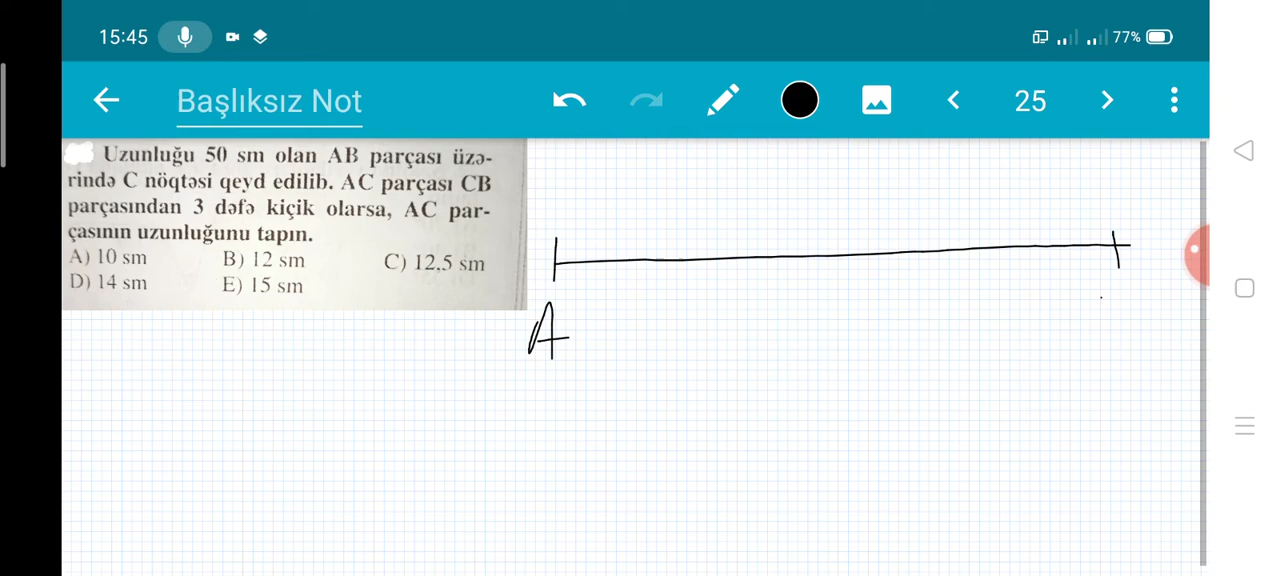 15:45
77%
Başlıksız Not
25
Uzunluğu 50 sm olan AB parçası üzə-
rində C nöqtəsi qeyd edilib. AC parçası CB
parçasından 3 dəfə kiçik olarsa, AC par-
çasının uzunluğunu tapın.
A) 10 sm B) 12 sm C) 12,5 sm
D) 14 sm E) 15 sm
A